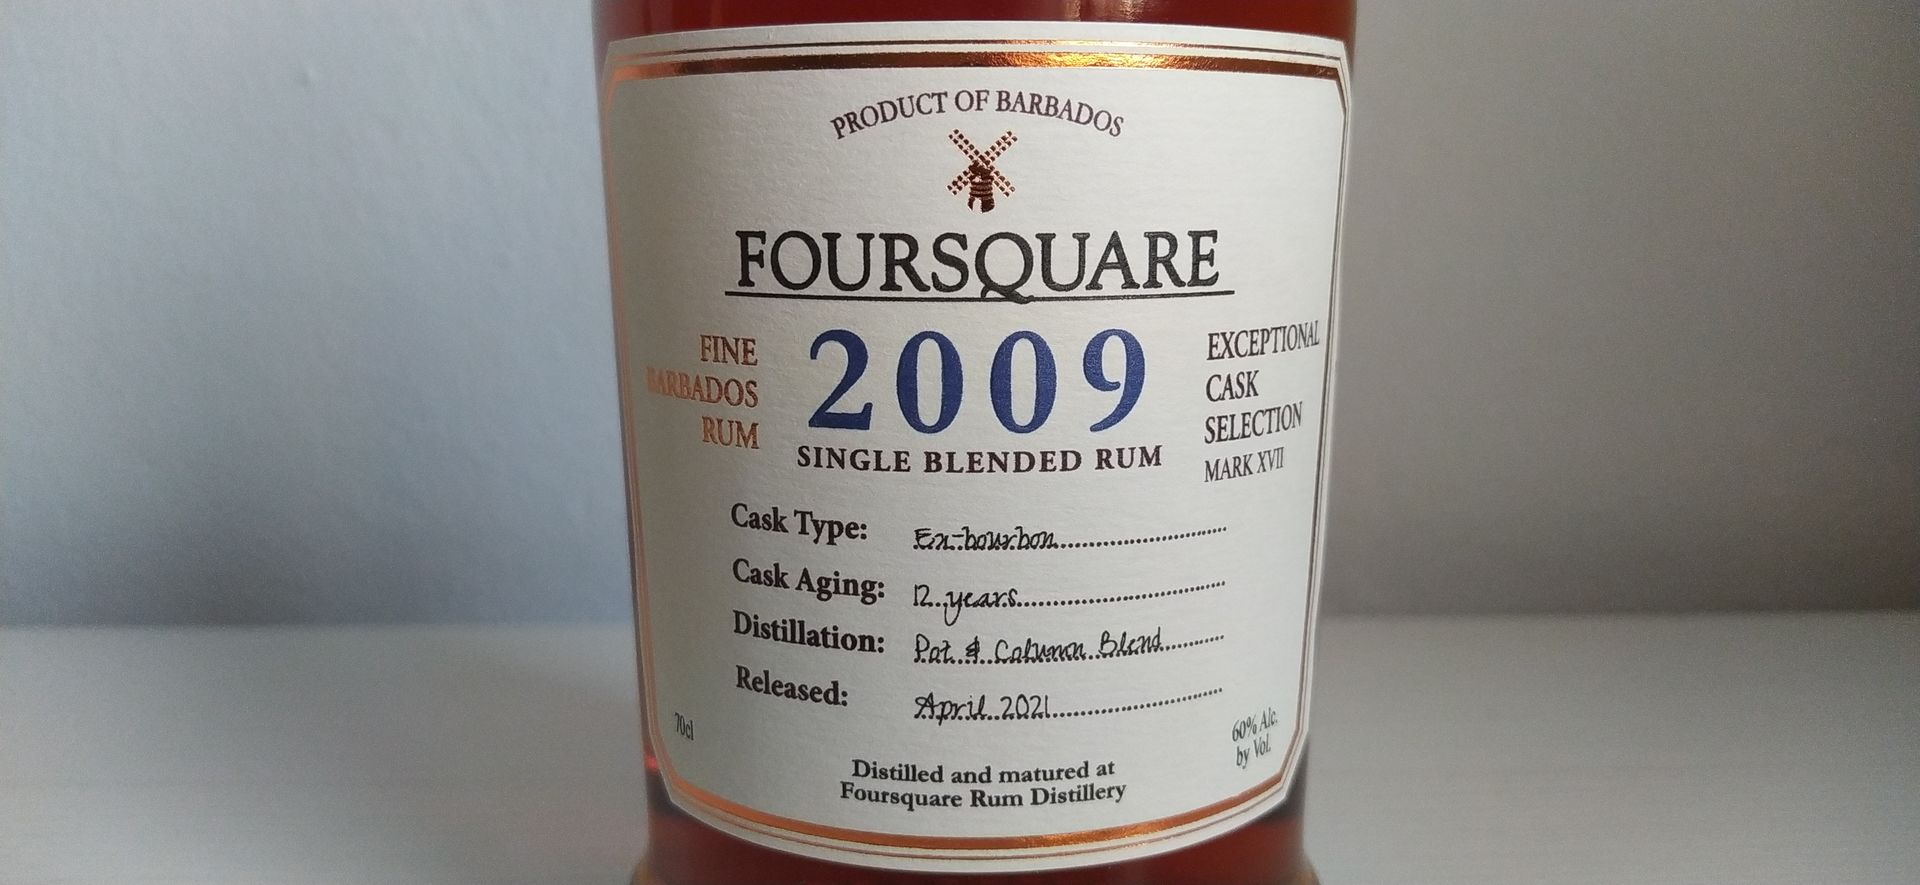 PRODUCT OF BARBADOS
FOURSQUARE
FINE
BARBADOS
RUM
2009
SINGLE BLENDED RUM
EXCEPTIONAL
CASK
SELECTION
MARK XVII
Cask Type: Ex-bourbon
Cask Aging: 12 years
Distillation: Pot & Column Blend
Released: April 2021
70cl
60% Alc.
by Vol.
Distilled and matured at
Foursquare Rum Distillery